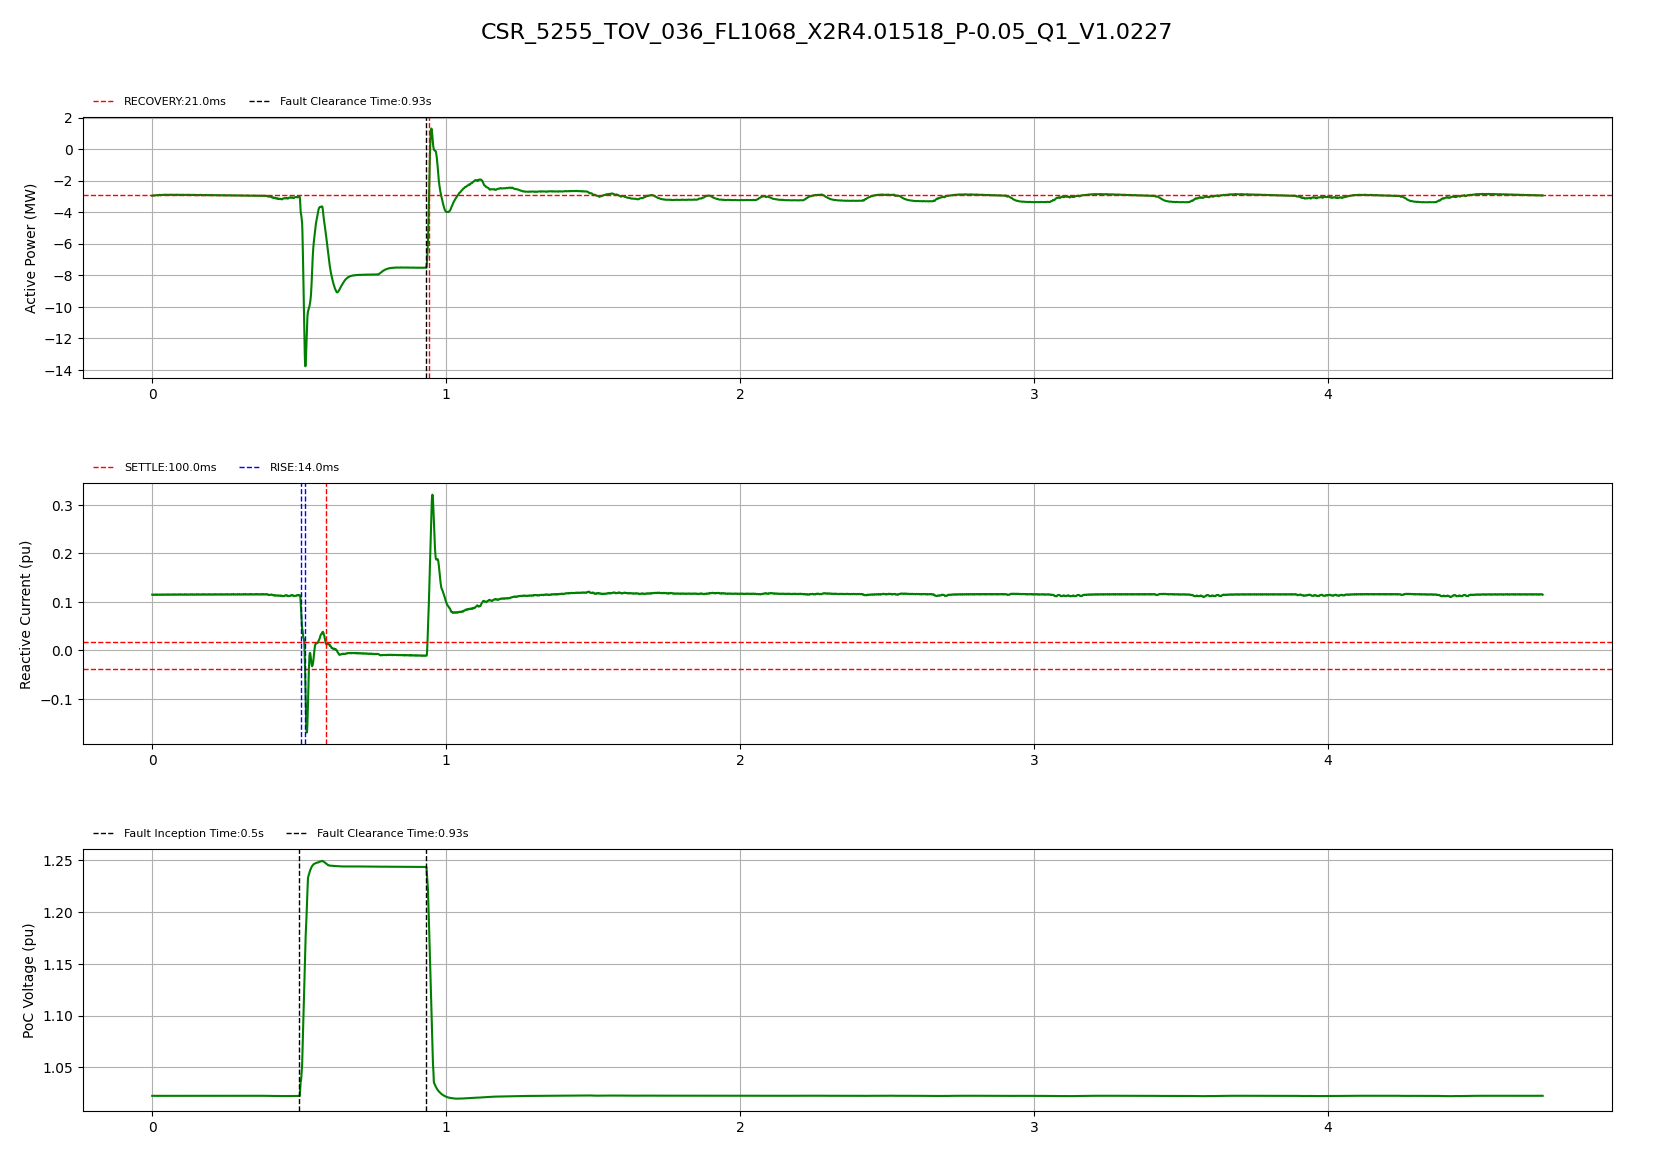 CSR_5255_TOV_036_FL1068_X2R4.01518_P-0.05_Q1_V1.0227
RECOVERY:21.0ms Fault Clearance Time:0.93s
Active Power (MW)
2
0
−2
−4
−6
−8
−10
−12
−14
0 1 2 3 4
SETTLE:100.0ms RISE:14.0ms
Reactive Current (pu)
0.3
0.2
0.1
0.0
−0.1
0 1 2 3 4
Fault Inception Time:0.5s Fault Clearance Time:0.93s
PoC Voltage (pu)
1.25
1.20
1.15
1.10
1.05
0 1 2 3 4